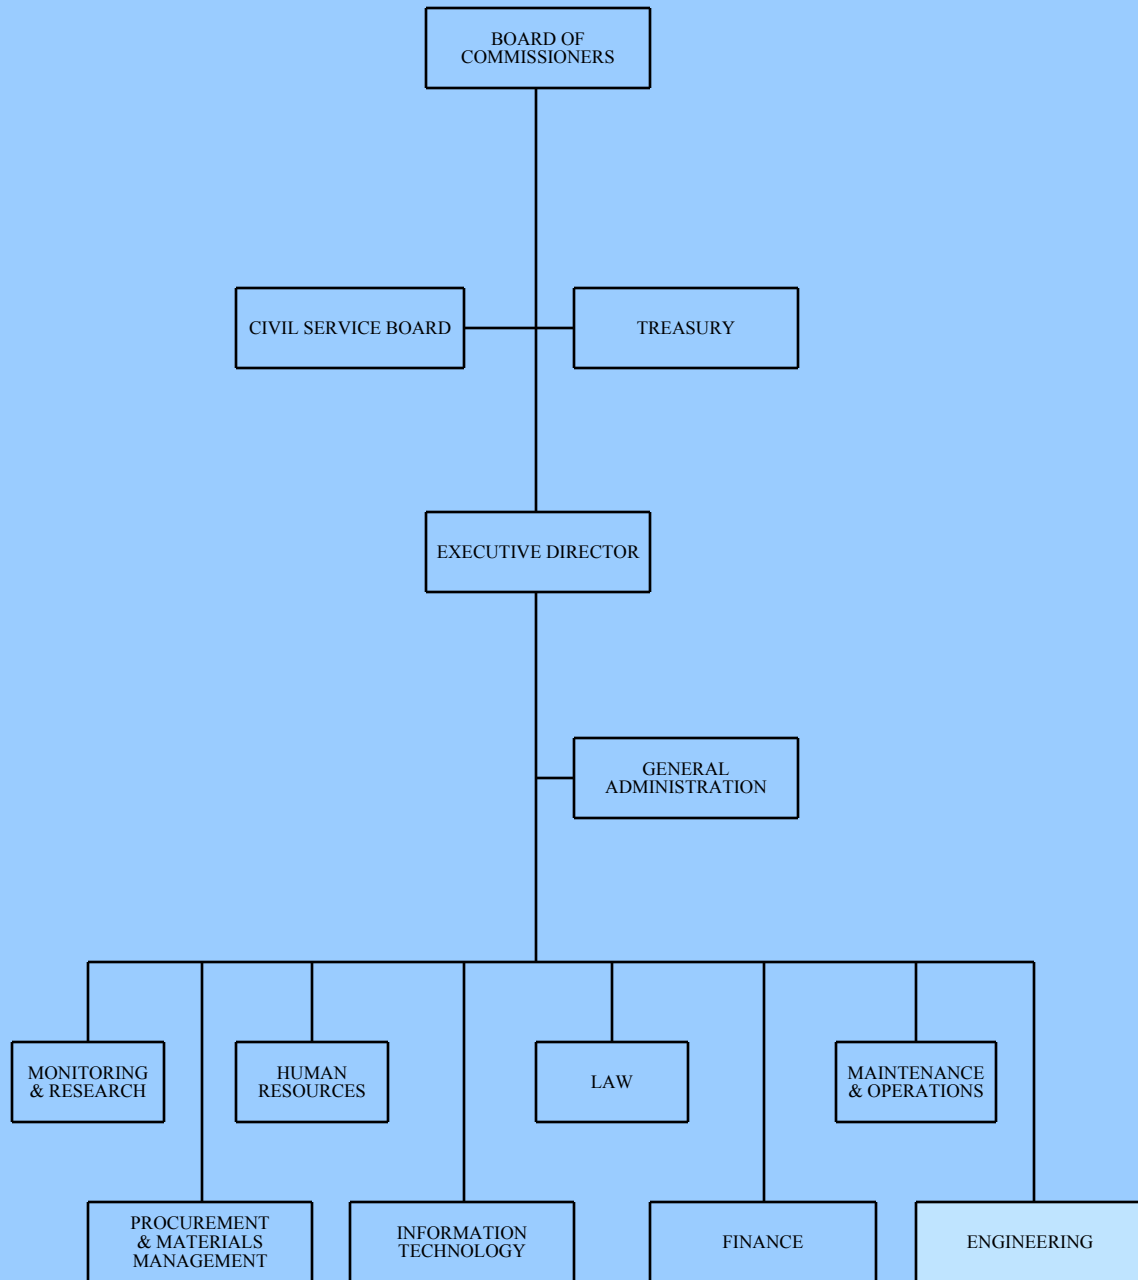 BOARD OF
COMMISSIONERS
CIVIL SERVICE BOARD
TREASURY
EXECUTIVE DIRECTOR
GENERAL
ADMINISTRATION
MONITORING
& RESEARCH
HUMAN
RESOURCES
LAW
MAINTENANCE
& OPERATIONS
PROCUREMENT
& MATERIALS
MANAGEMENT
INFORMATION
TECHNOLOGY
FINANCE
ENGINEERING